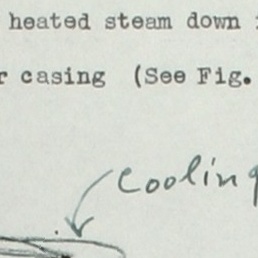 heated steam down
r casing (See Fig.
Cooling